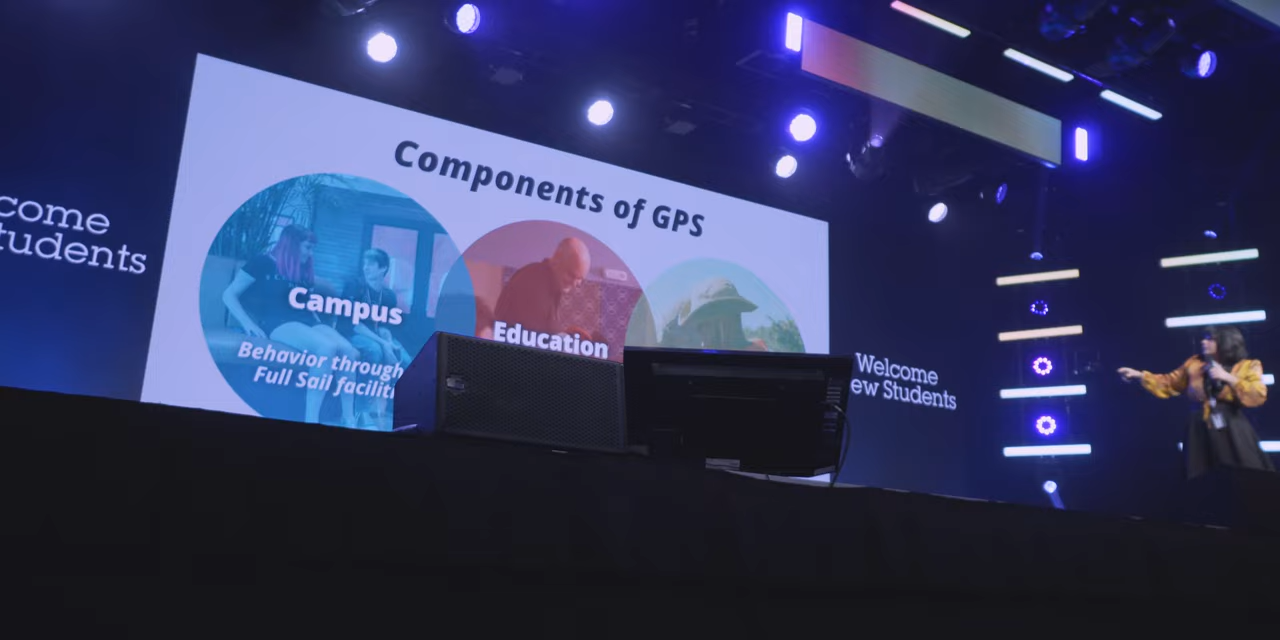 come
tudents
Components of GPS
Campus
Behavior through
Full Sail facilit
Education
Welcome
ew Students